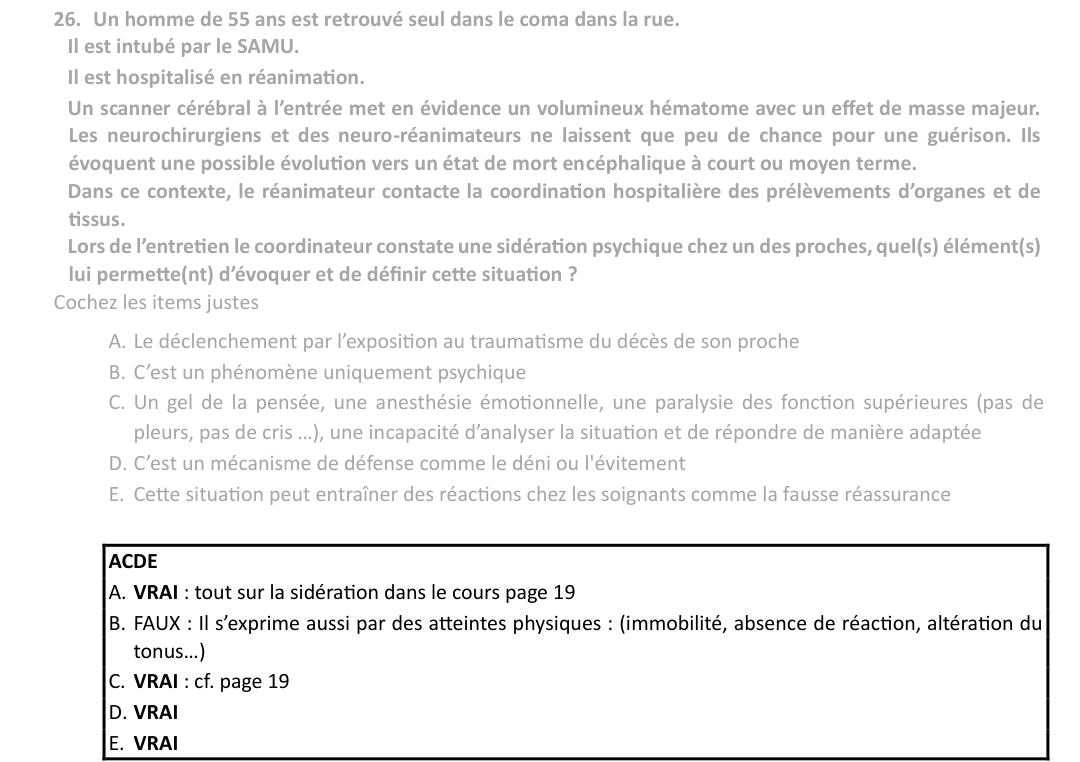 26. Un homme de 55 ans est retrouvé seul dans le coma dans la rue.
Il est intubé par le SAMU.
Il est hospitalisé en réanimation.
Un scanner cérébral à l'entrée met en évidence un volumineux hématome avec un effet de masse majeur.
Les neurochirurgiens et des neuro-réanimateurs ne laissent que peu de chance pour une guérison. Ils
évoquent une possible évolution vers un état de mort encéphalique à court ou moyen terme.
Dans ce contexte, le réanimateur contacte la coordination hospitalière des prélèvements d'organes et de
tissus.
Lors de l'entretien le coordinateur constate une sidération psychique chez un des proches, quel(s) élément(s)
lui permette(nt) d'évoquer et de définir cette situation ?
Cochez les items justes
A. Le déclenchement par l'exposition au traumatisme du décès de son proche
B. C'est un phénomène uniquement psychique
C. Un gel de la pensée, une anesthésie émotionnelle, une paralysie des fonction supérieures (pas de
pleurs, pas de cris ...), une incapacité d'analyser la situation et de répondre de manière adaptée
D. C'est un mécanisme de défense comme le déni ou l'évitement
E. Cette situation peut entraîner des réactions chez les soignants comme la fausse réassurance
ACDE
A. VRAI : tout sur la sidération dans le cours page 19
B. FAUX : Il s'exprime aussi par des atteintes physiques : (immobilité, absence de réaction, altération du
tonus...)
C. VRAI : cf. page 19
D. VRAI
E. VRAI